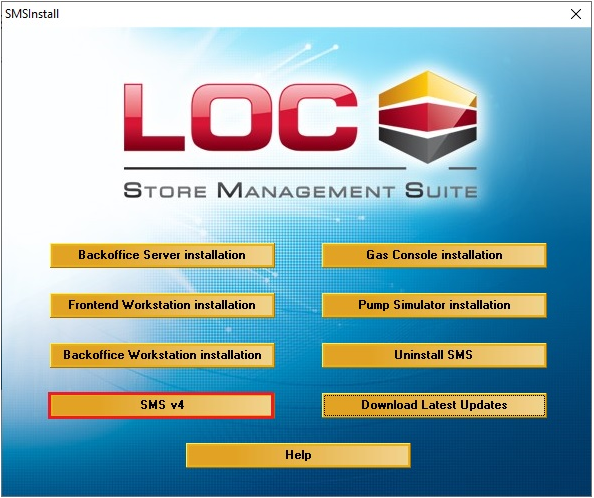 SMSInstall
LOC
STORE MANAGEMENT SUITE
Backoffice Server installation
Gas Console installation
Frontend Workstation installation
Pump Simulator installation
Backoffice Workstation installation
Uninstall SMS
SMS v4
Download Latest Updates
Help